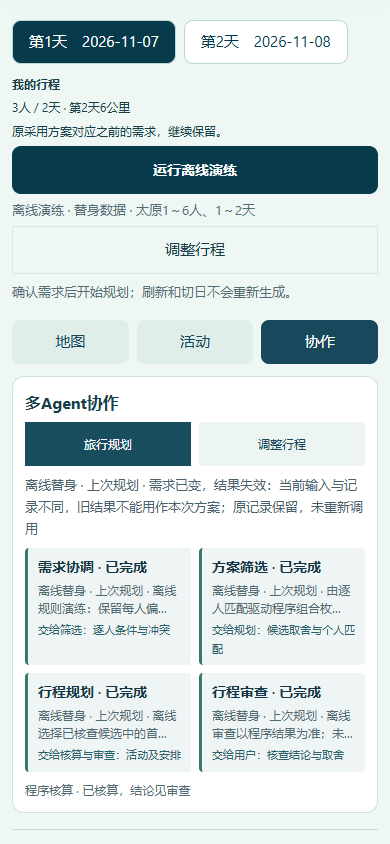 第1天 2026-11-07
第2天 2026-11-08
我的行程
3人 / 2天 · 第2天6公里
原采用方案对应之前的需求，继续保留。
运行离线演练
离线演练 · 替身数据 · 太原1～6人、1～2天
调整行程
确认需求后开始规划；刷新和切日不会重新生成。
地图
活动
协作
多Agent协作
旅行规划
调整行程
离线替身 · 上次规划 · 需求已变，结果失效：当前输入与记
录不同，旧结果不能用作本次方案；原记录保留，未重新调
用
需求协调 · 已完成
离线替身 · 上次规划 · 离线
规则演练：保留每人偏...
交给筛选：逐人条件与冲突
方案筛选 · 已完成
离线替身 · 上次规划 · 由逐
人匹配驱动程序组合枚...
交给规划：候选取舍与个人匹
配
行程规划 · 已完成
离线替身 · 上次规划 · 离线
选择已核查候选中的首...
交给核算与审查：活动及安排
行程审查 · 已完成
离线替身 · 上次规划 · 离线
审查以程序结果为准；未...
交给用户：核查结论与取舍
程序核算 · 已核算，结论见审查